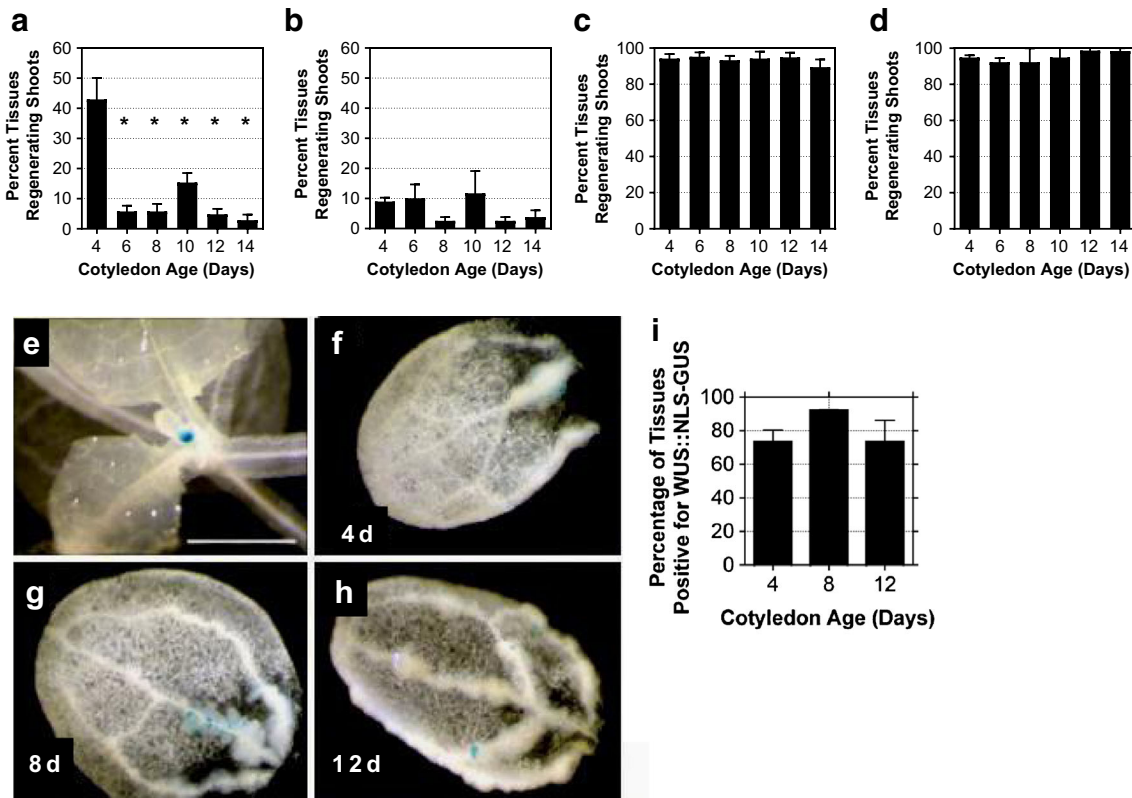 a
Percent Tissues
Regenerating Shoots
60
50
40
30
20
10
0
* * * * *
4 6 8 10 12 14
Cotyledon Age (Days)
b
Percent Tissues
Regenerating Shoots
60
50
40
30
20
10
0
4 6 8 10 12 14
Cotyledon Age (Days)
c
Percent Tissues
Regenerating Shoots
100
80
60
40
20
0
4 6 8 10 12 14
Cotyledon Age (Days)
d
Percent Tissues
Regenerating Shoots
100
80
60
40
20
0
4 6 8 10 12 14
Cotyledon Age (Days)
e
f
4 d
g
8 d
h
12 d
i
Percentage of Tissues
Positive for WUS::NLS-GUS
100
80
60
40
20
0
4 8 12
Cotyledon Age (Days)